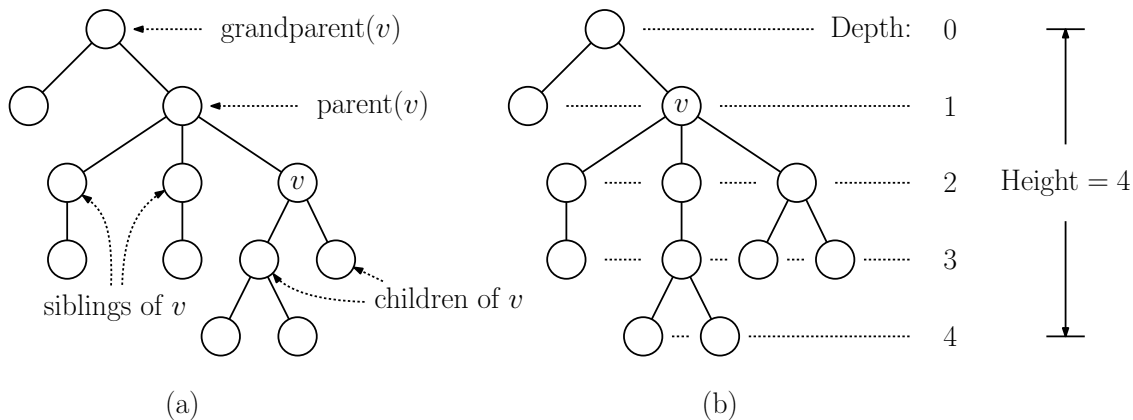 grandparent(v)
parent(v)
v
siblings of v
children of v
(a)
Depth: 0
v 1
2
Height = 4
3
4
(b)